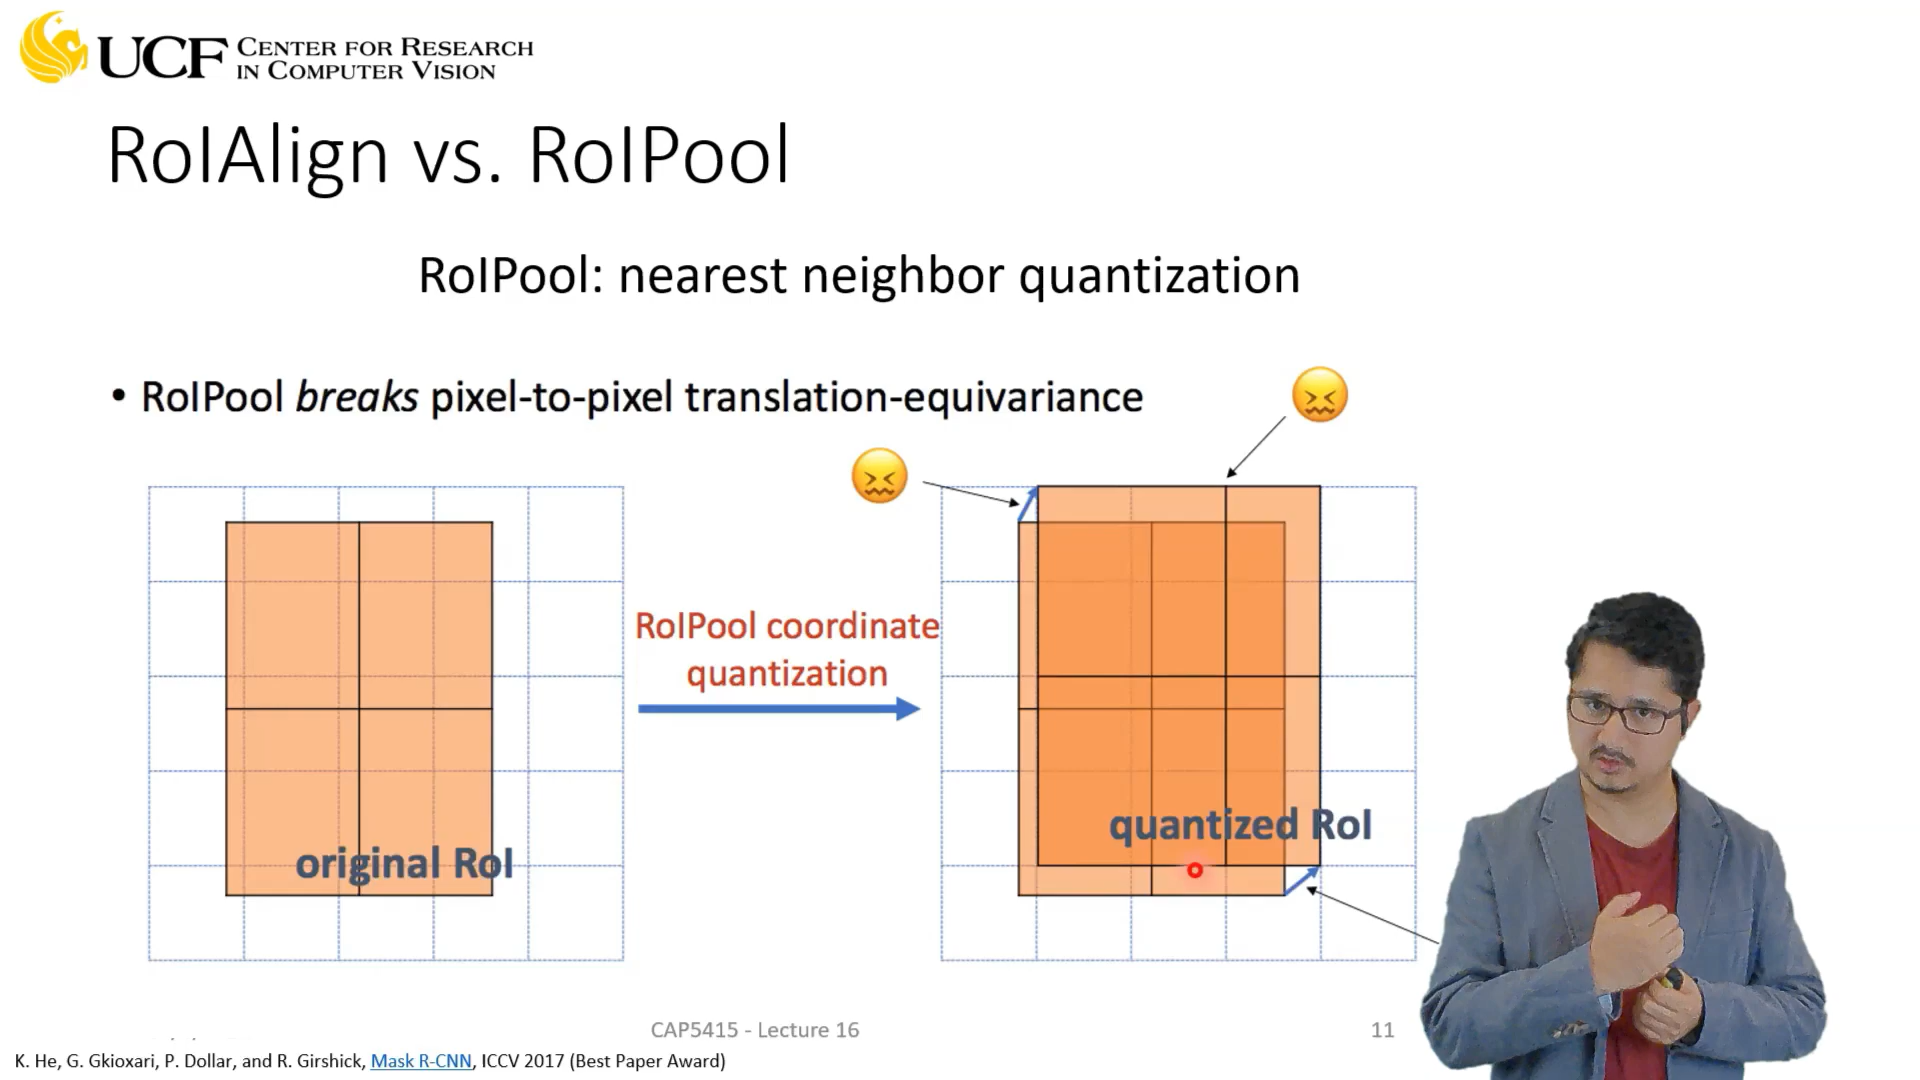 UCF CENTER FOR RESEARCH
IN COMPUTER VISION
RoIAlign vs. RoIPool
RoIPool: nearest neighbor quantization
• RoIPool breaks pixel-to-pixel translation-equivariance
RoIPool coordinate
quantization
original RoI
quantized RoI
CAP5415 - Lecture 16
11
K. He, G. Gkioxari, P. Dollar, and R. Girshick, Mask R-CNN, ICCV 2017 (Best Paper Award)